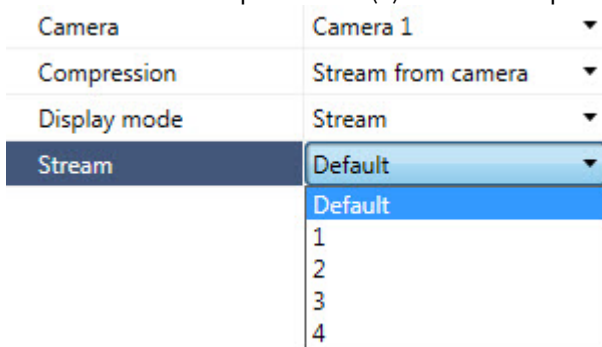 Camera Camera 1
Compression Stream from camera
Display mode Stream
Stream Default
Default
1
2
3
4